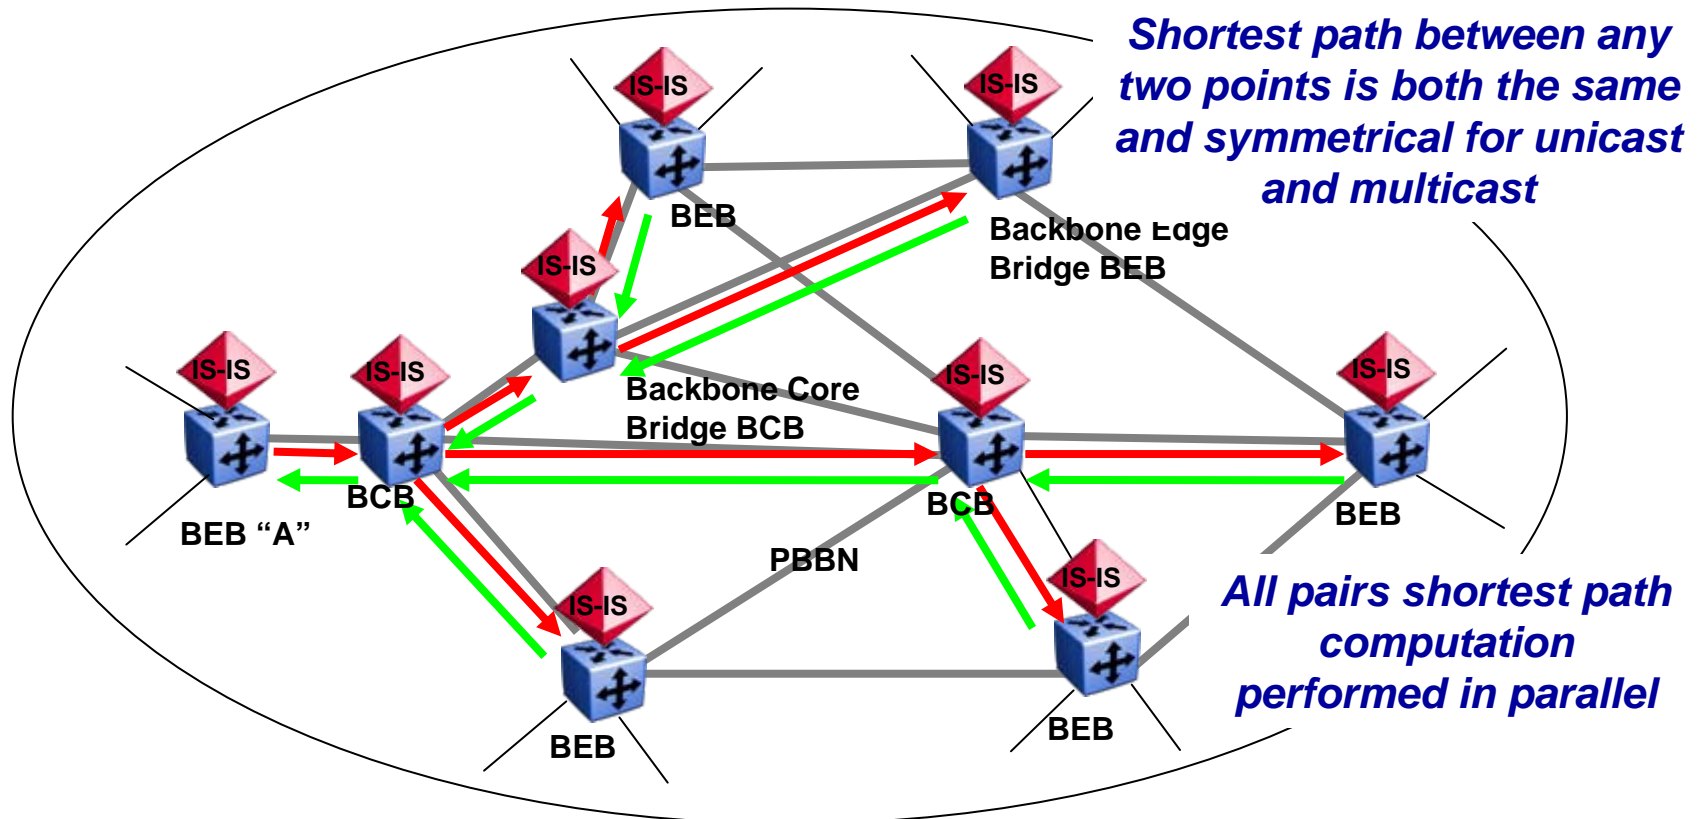 Shortest path between any
two points is both the same
and symmetrical for unicast
and multicast
IS-IS
IS-IS
BEB
Backbone Edge
Bridge BEB
IS-IS
Backbone Core
Bridge BCB
IS-IS
IS-IS
IS-IS
IS-IS
BCB
BCB
BEB
BEB “A”
PBBN
IS-IS
IS-IS
All pairs shortest path
computation
performed in parallel
BEB
BEB